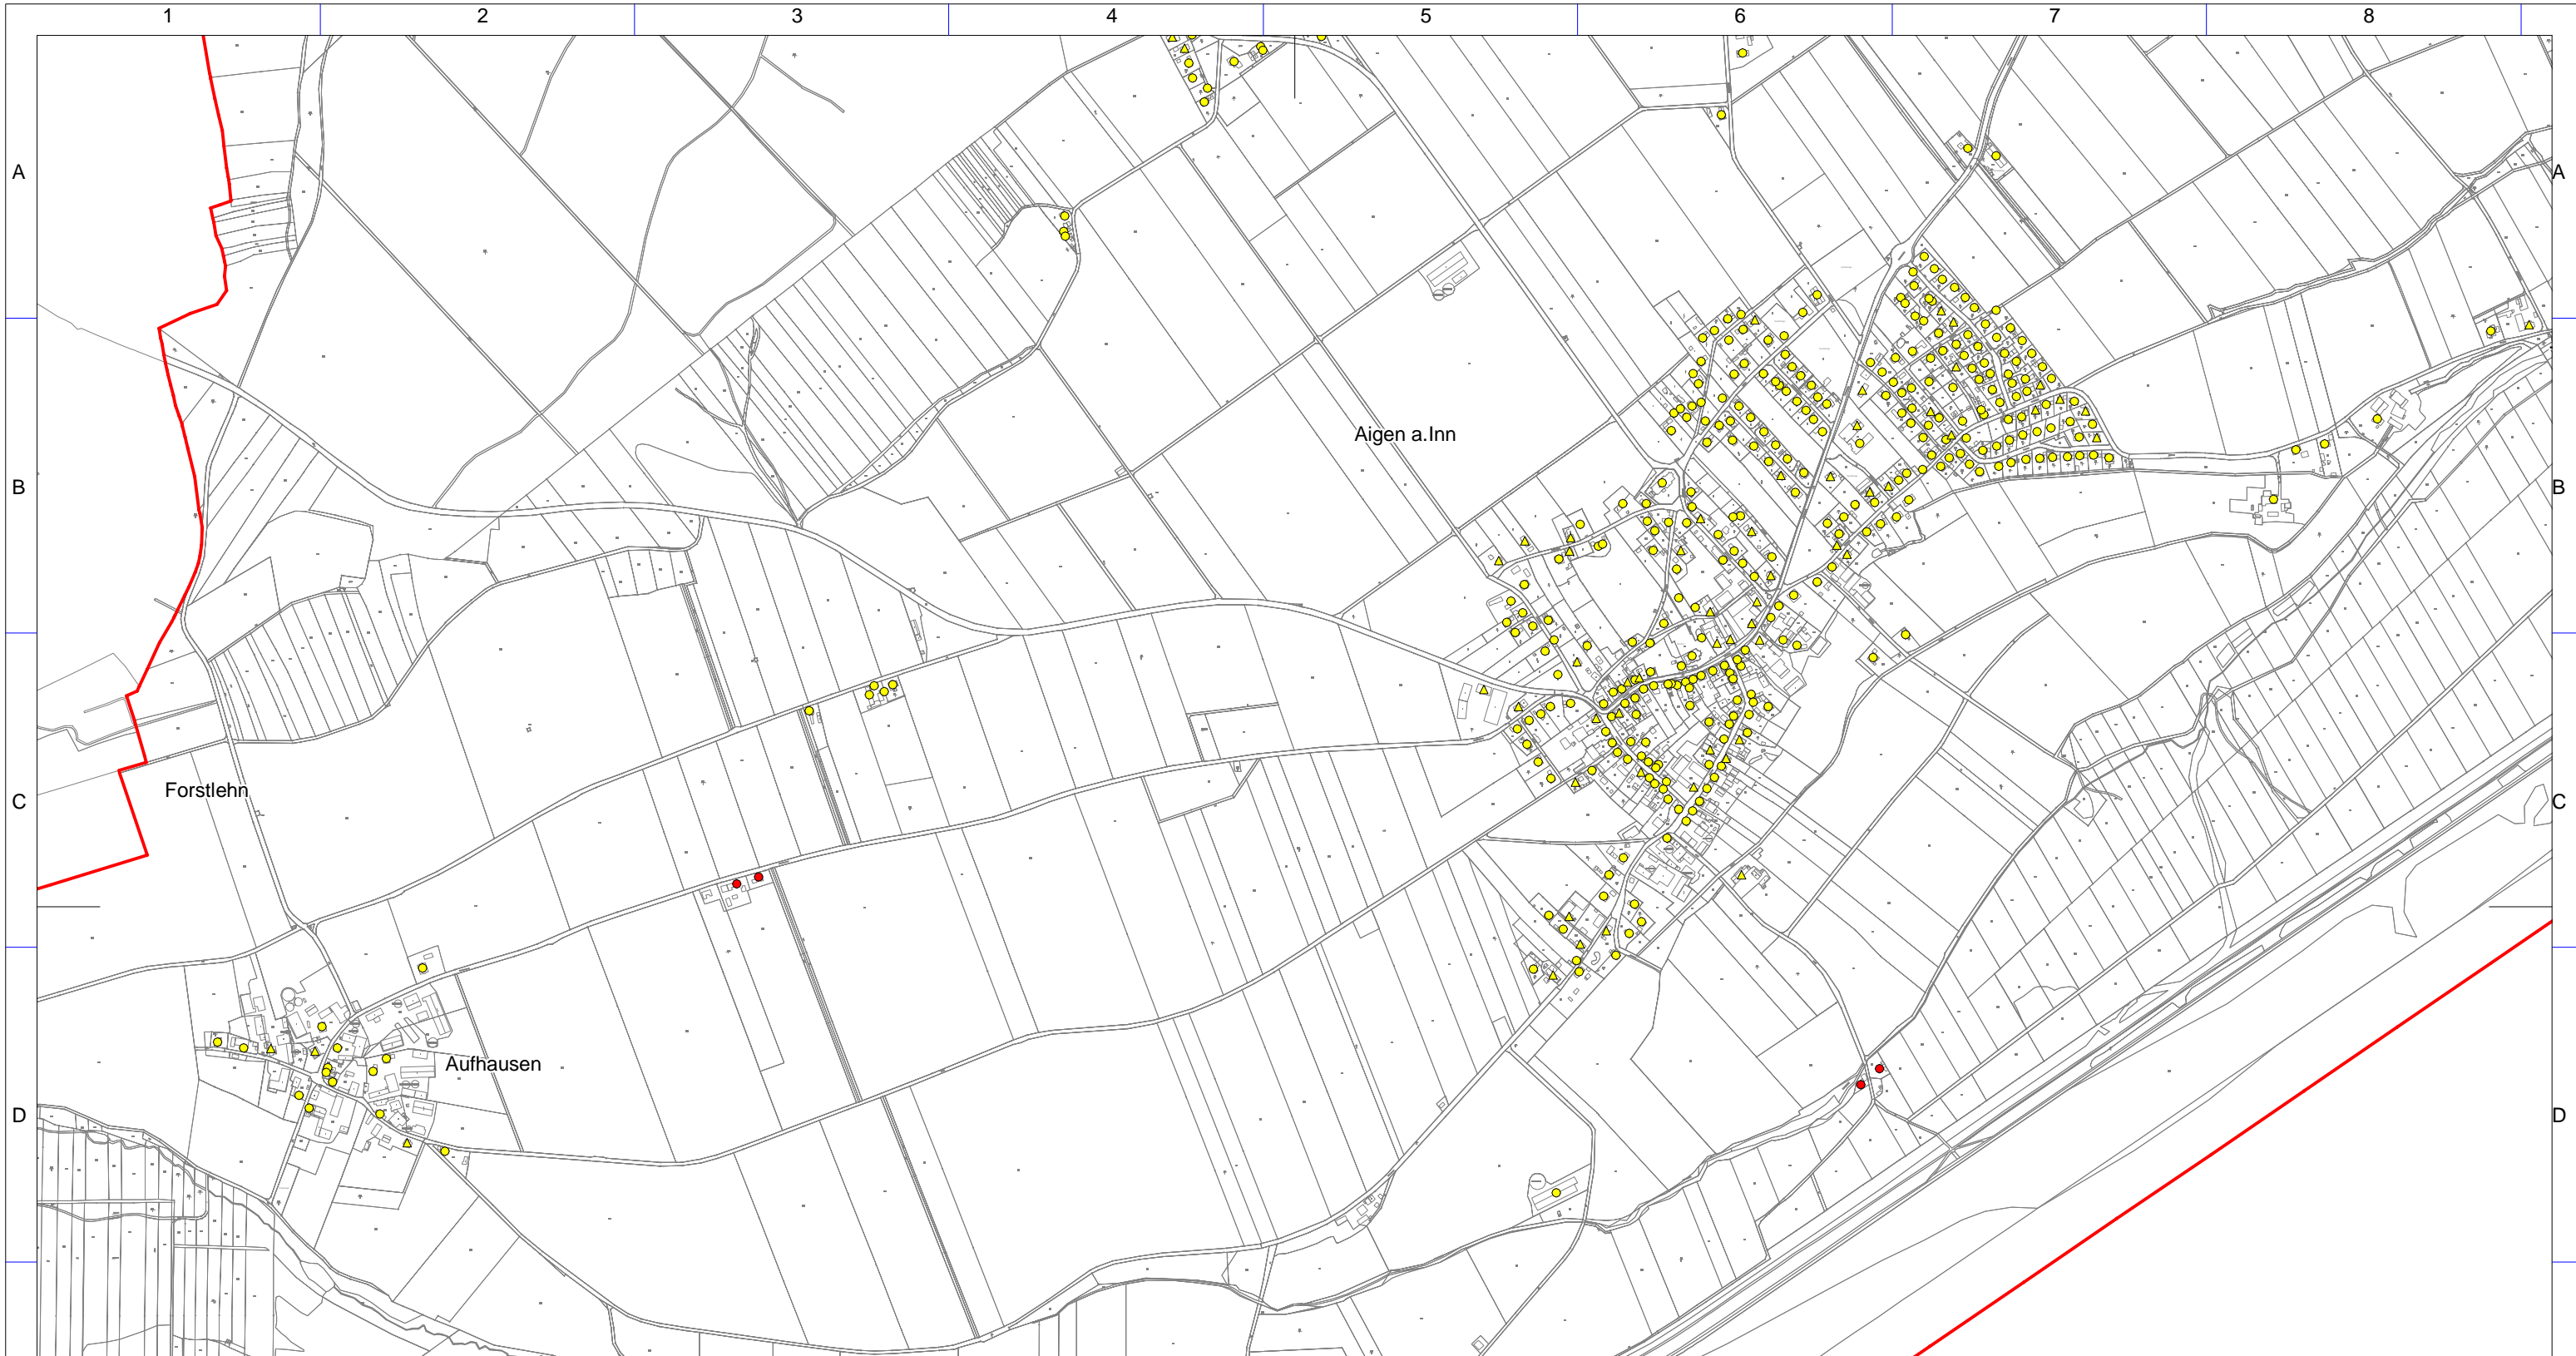 1 2 3 4 5 6 7 8
A A
Aigen a.Inn
B B
Forstlehn
C C
Aufhausen
D D